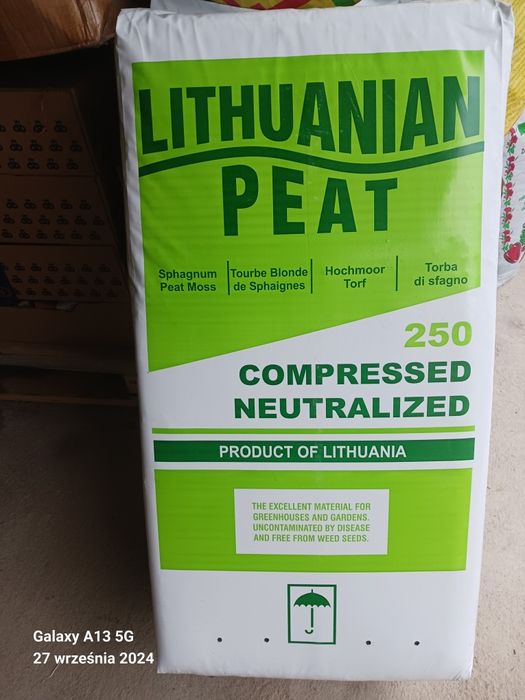 LITHUANIAN
PEAT
Sphagnum
Peat Moss
Tourbe Blonde
de Sphaignes
Hochmoor
Torf
Torba
di sfagno
250
COMPRESSED
NEUTRALIZED
PRODUCT OF LITHUANIA
THE EXCELLENT MATERIAL FOR
GREENHOUSES AND GARDENS.
UNCONTAMINATED BY DISEASE
AND FREE FROM WEED SEEDS.
Galaxy A13 5G
27 września 2024